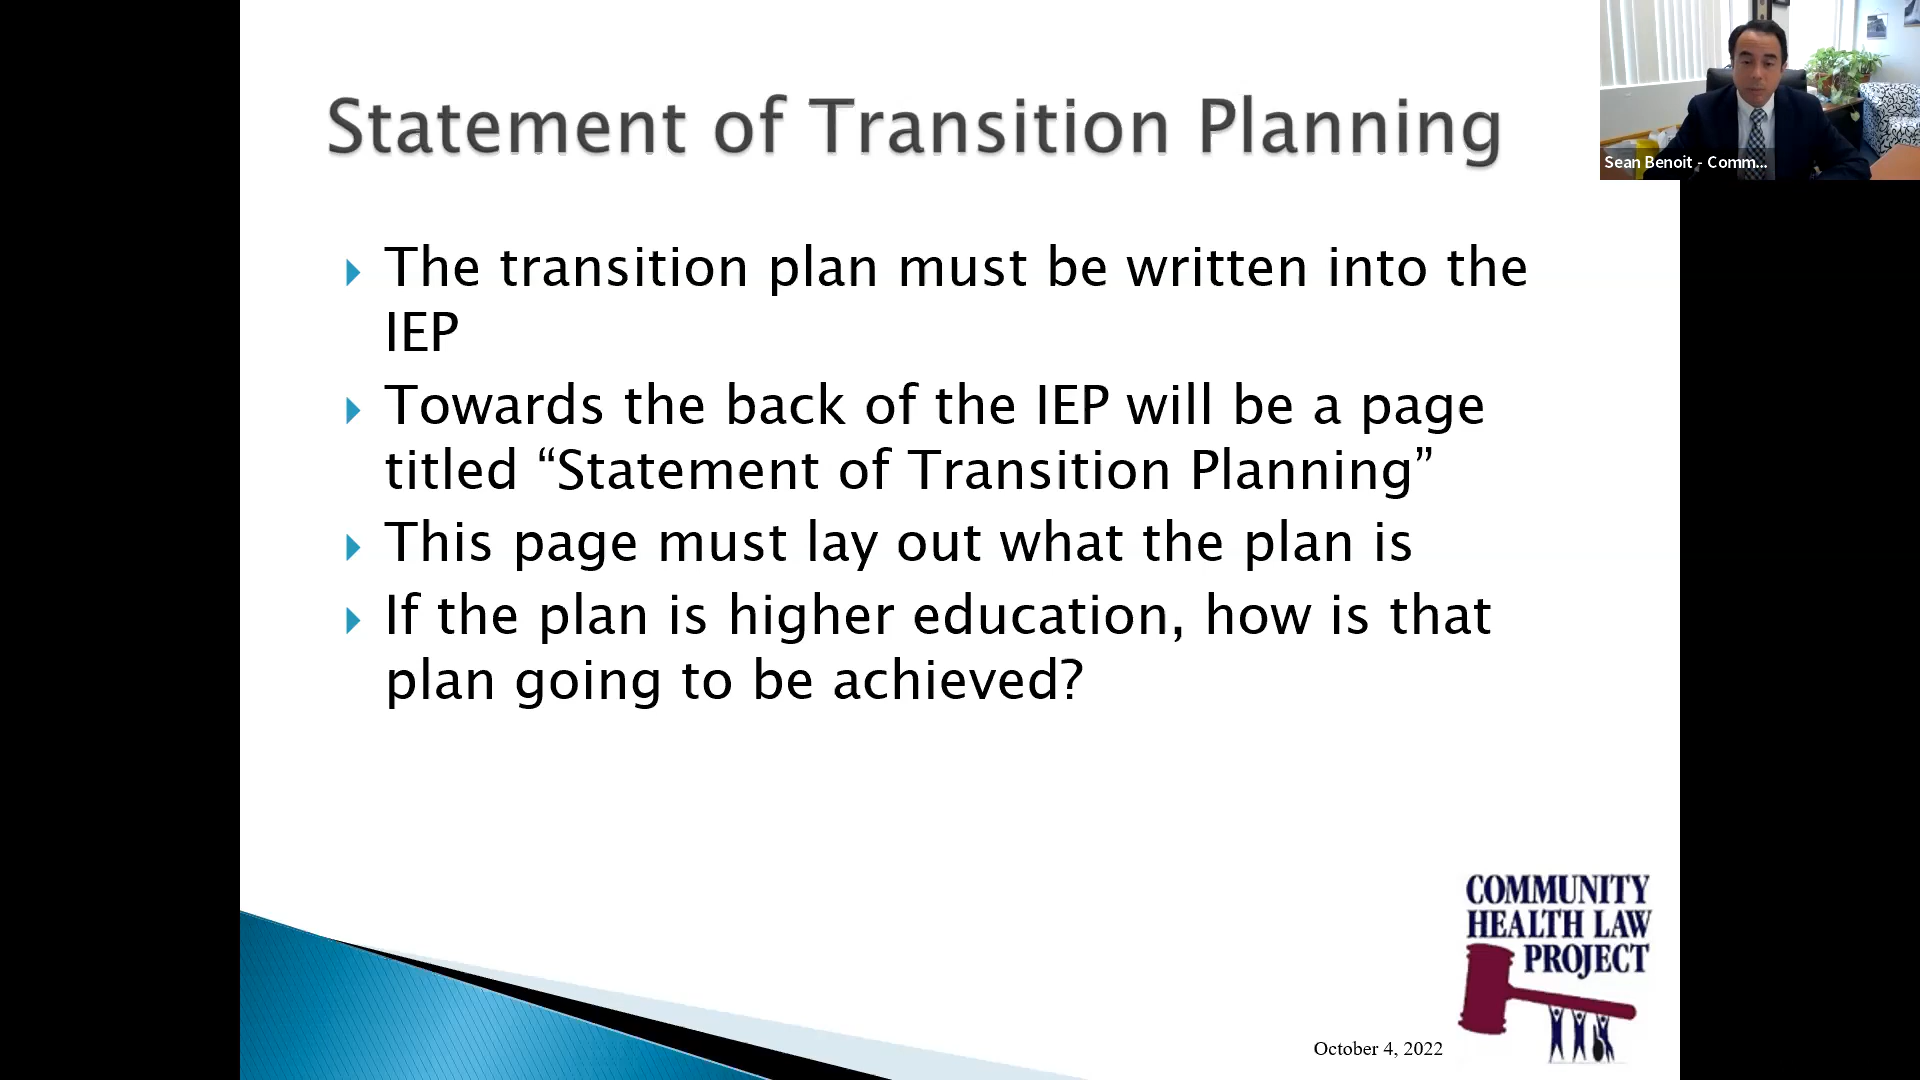 Statement of Transition Planning
The transition plan must be written into the
IEP
Towards the back of the IEP will be a page
titled “Statement of Transition Planning”
This page must lay out what the plan is
If the plan is higher education, how is that
plan going to be achieved?
Sean Benoit - Comm...
COMMUNITY
HEALTH LAW
PROJECT
October 4, 2022